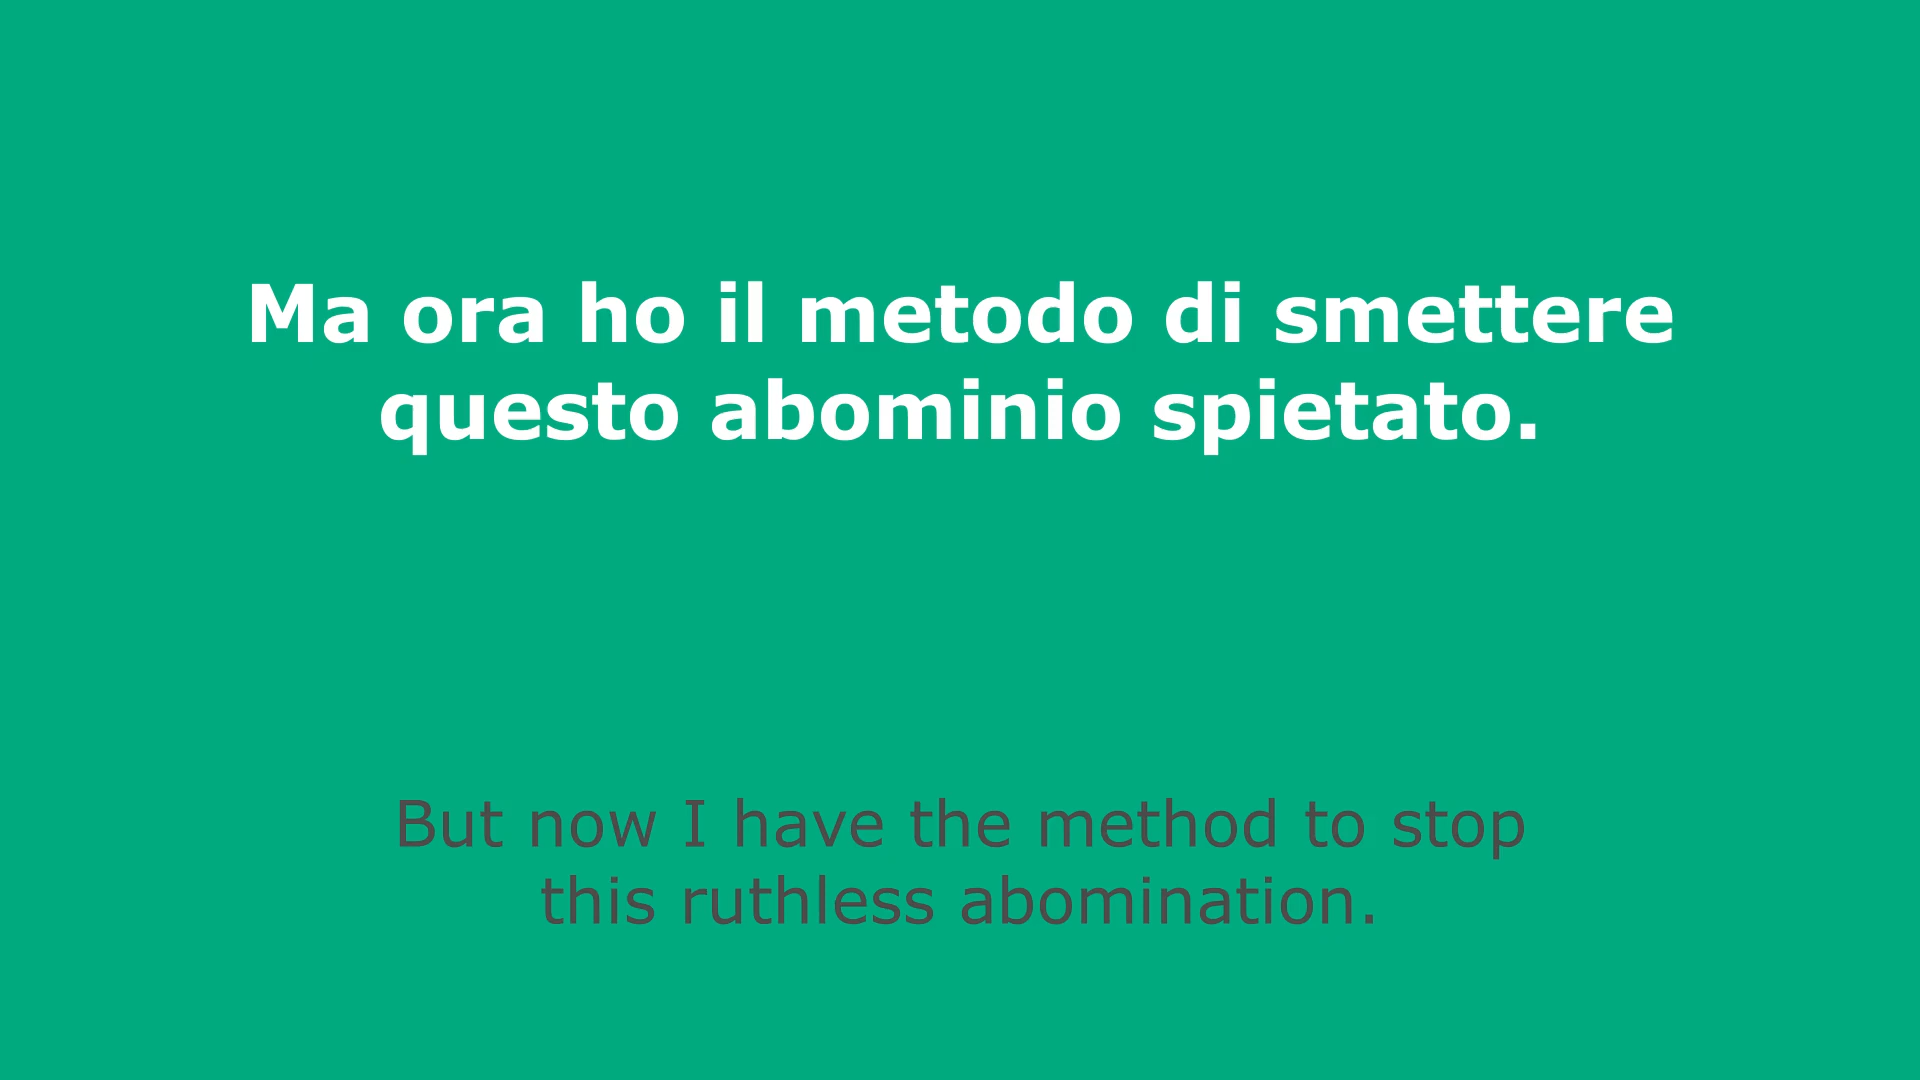 Ma ora ho il metodo di smettere
questo abominio spietato.
But now I have the method to stop
this ruthless abomination.